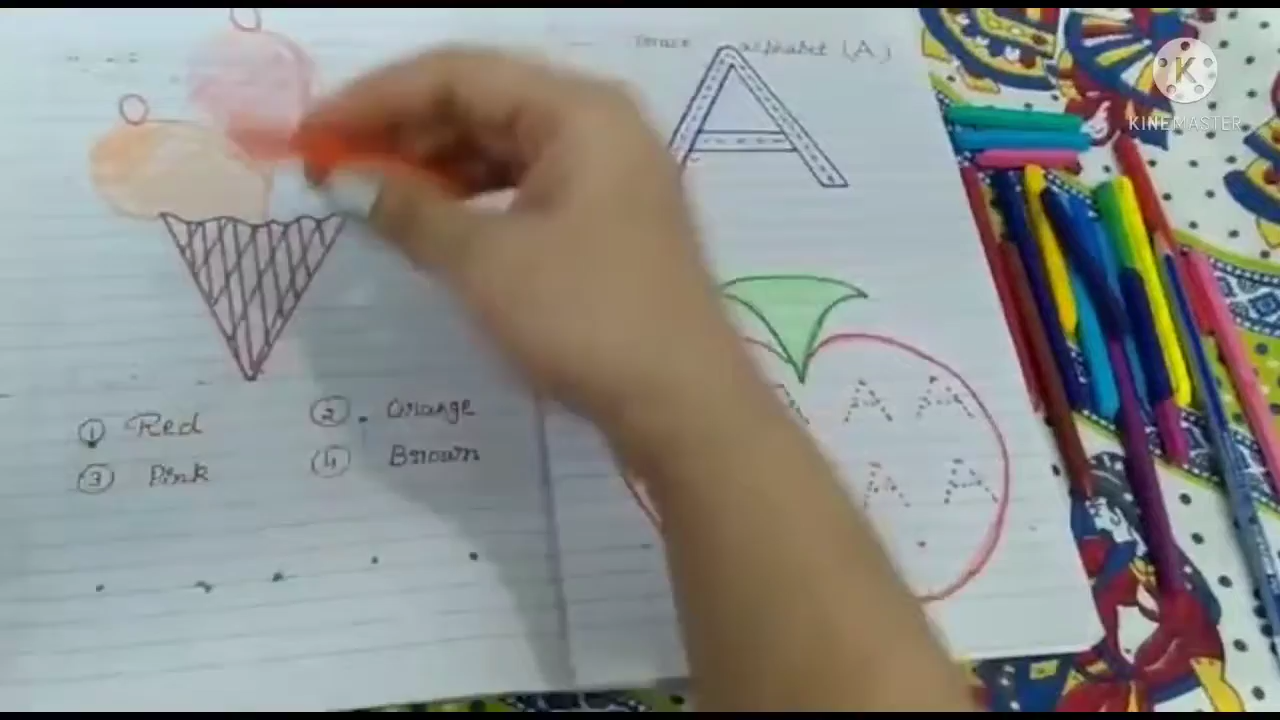 alphabet (A)
A
KINEMASTER
A A A
A A
① Red ② Orange
③ Pink ④ Brown